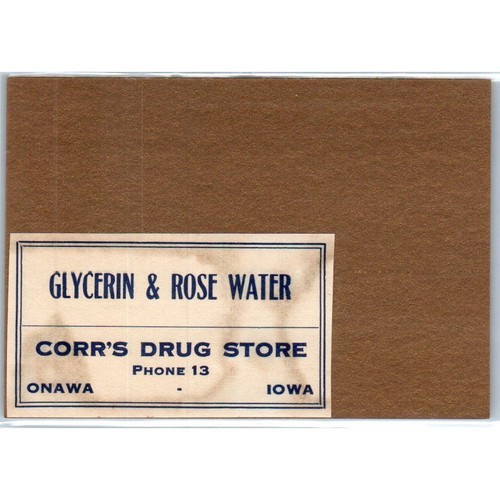 GLYCERIN & ROSE WATER
CORR'S DRUG STORE
PHONE 13
ONAWA - IOWA